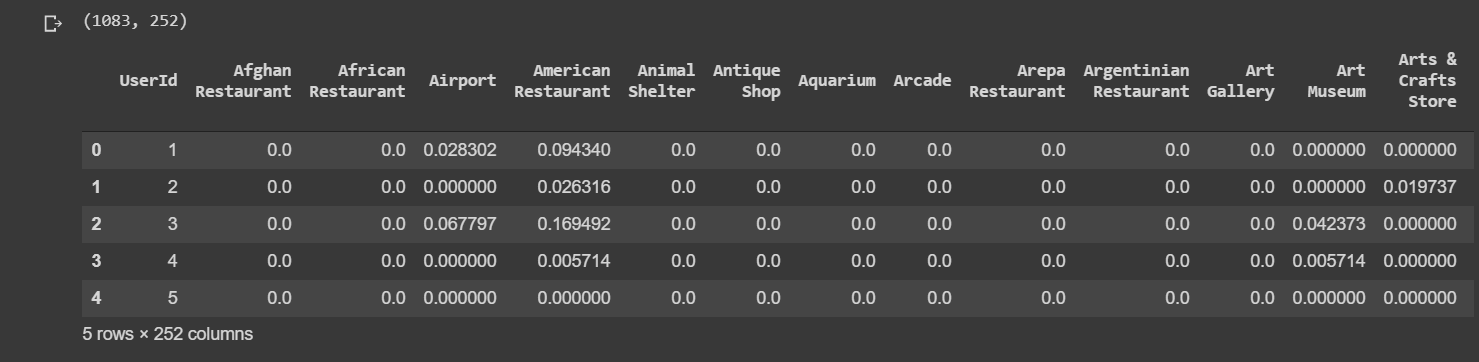 (1083, 252)
UserId Afghan Restaurant African Restaurant Airport American Restaurant Animal Shelter Antique Shop Aquarium Arcade Arepa Restaurant Argentinian Restaurant Art Gallery Art Museum Arts & Crafts Store
0 1 0.0 0.0 0.028302 0.094340 0.0 0.0 0.0 0.0 0.0 0.0 0.0 0.000000 0.000000
1 2 0.0 0.0 0.000000 0.026316 0.0 0.0 0.0 0.0 0.0 0.0 0.0 0.000000 0.019737
2 3 0.0 0.0 0.067797 0.169492 0.0 0.0 0.0 0.0 0.0 0.0 0.0 0.042373 0.000000
3 4 0.0 0.0 0.000000 0.005714 0.0 0.0 0.0 0.0 0.0 0.0 0.0 0.005714 0.000000
4 5 0.0 0.0 0.000000 0.000000 0.0 0.0 0.0 0.0 0.0 0.0 0.0 0.000000 0.000000
5 rows × 252 columns